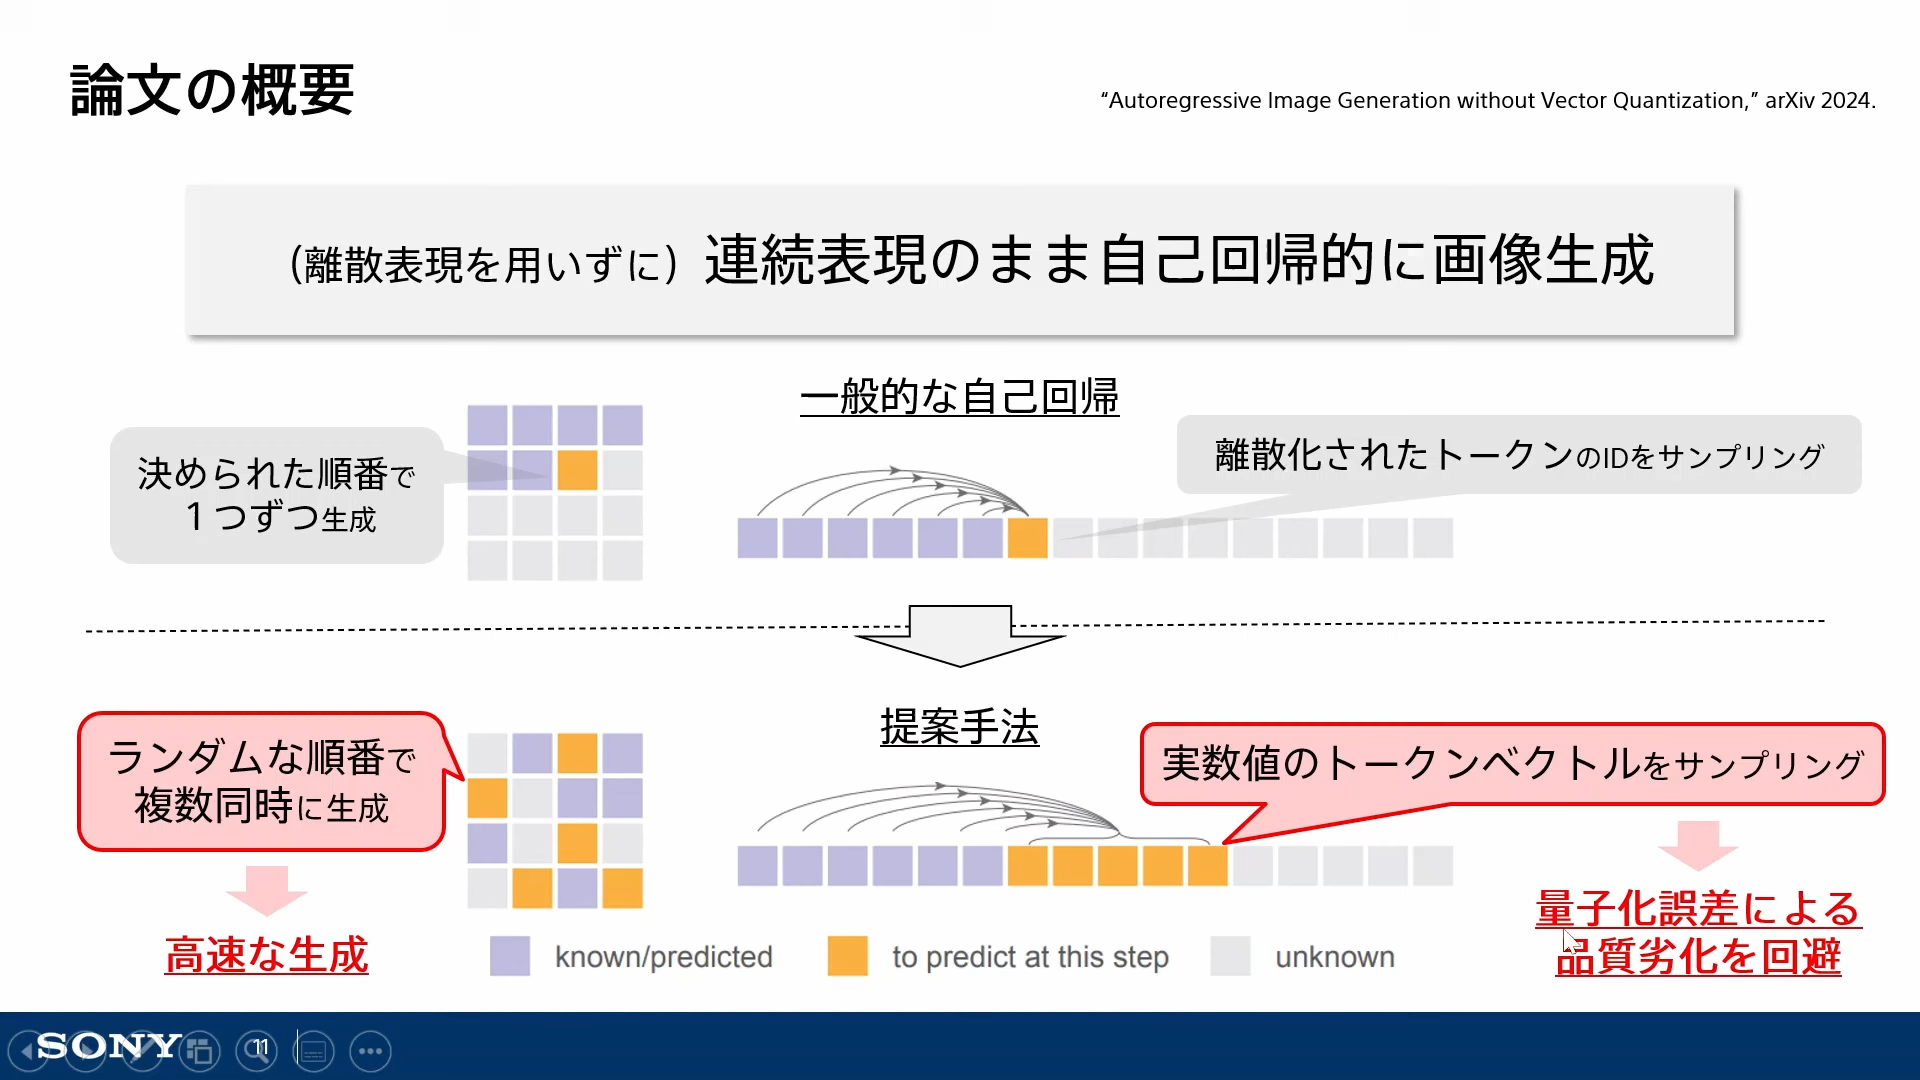 論文の概要
“Autoregressive Image Generation without Vector Quantization,” arXiv 2024.
（離散表現を用いずに）連続表現のまま自己回帰的に画像生成
一般的な自己回帰
決められた順番で
１つずつ生成
離散化されたトークンのIDをサンプリング
提案手法
ランダムな順番で
複数同時に生成
実数値のトークンベクトルをサンプリング
高速な生成
量子化誤差による
品質劣化を回避
known/predicted
to predict at this step
unknown
SONY
11